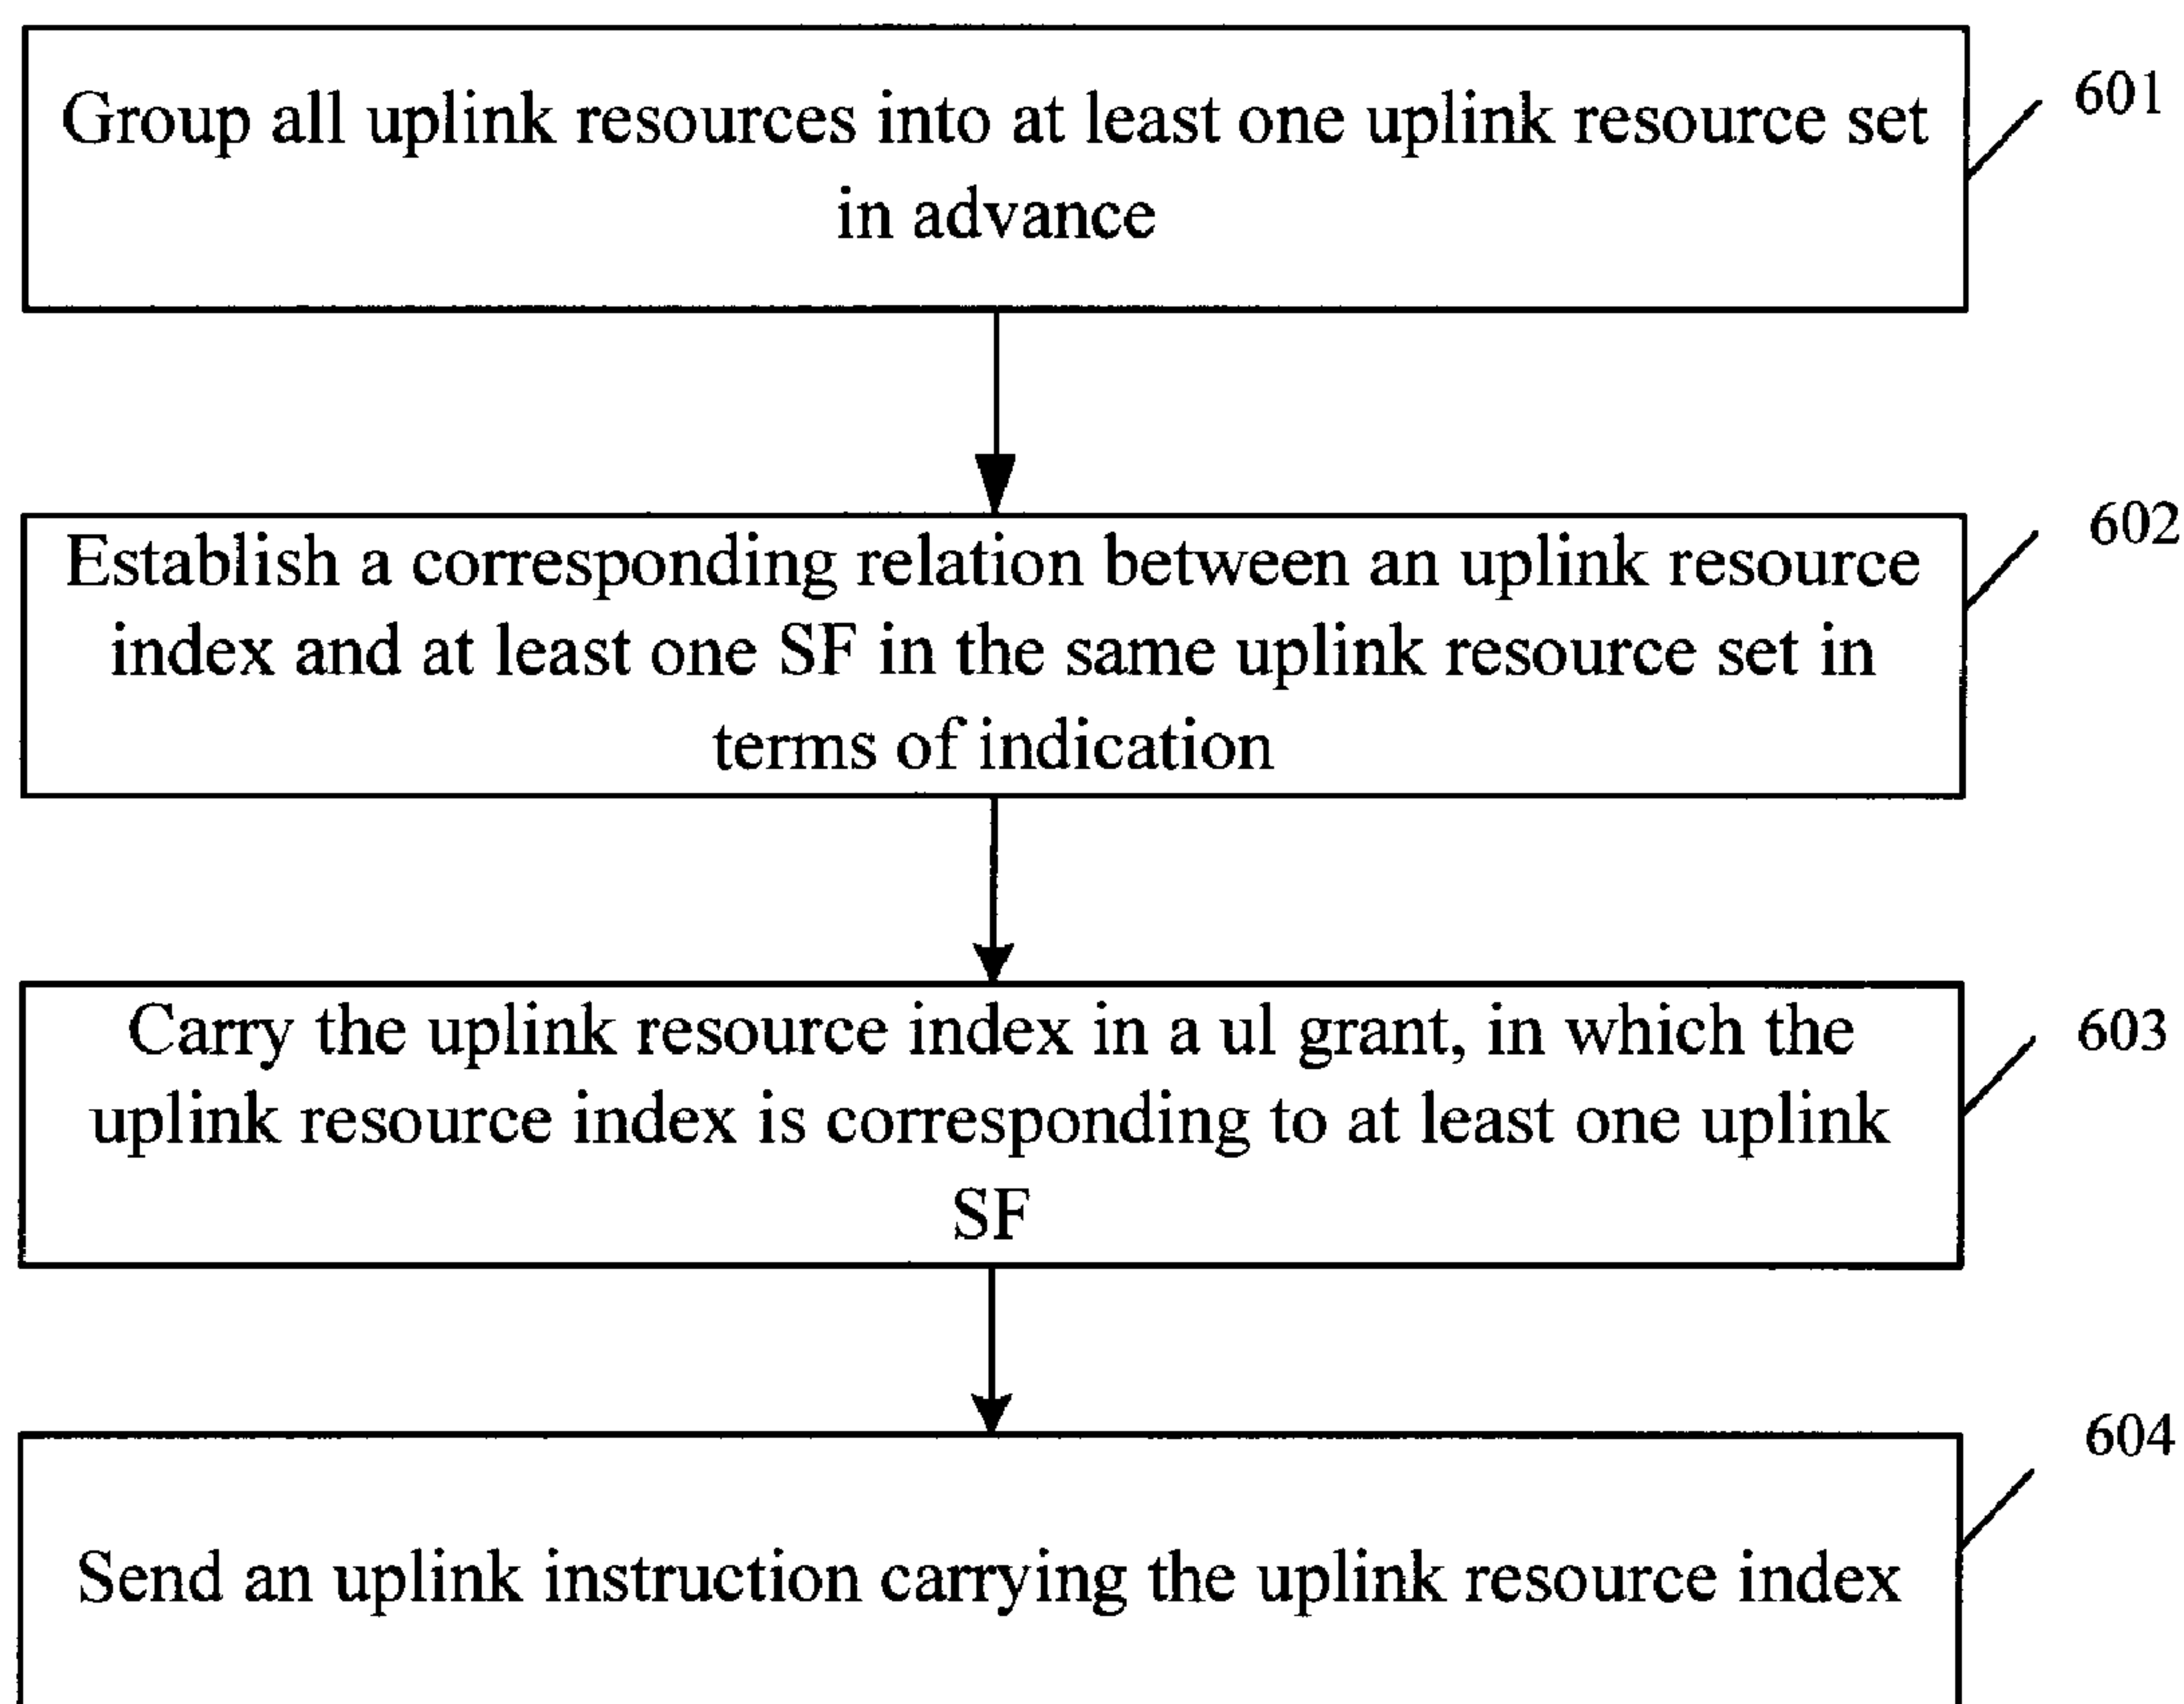 Group all uplink resources into at least one uplink resource set
in advance
601
Establish a corresponding relation between an uplink resource
index and at least one SF in the same uplink resource set in
terms of indication
602
Carry the uplink resource index in a ul grant, in which the
uplink resource index is corresponding to at least one uplink
SF
603
Send an uplink instruction carrying the uplink resource index
604